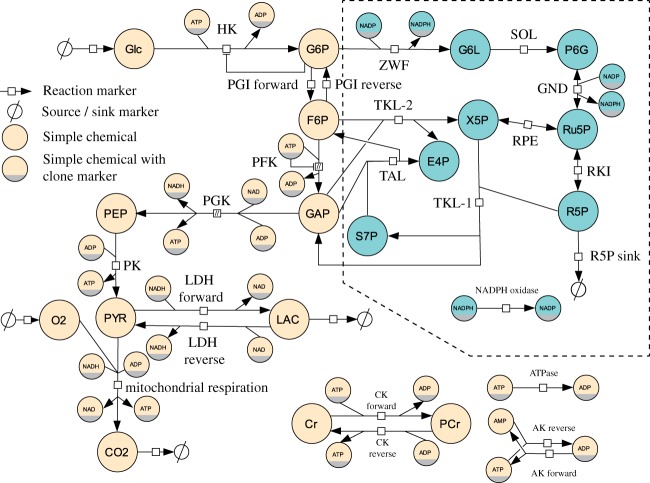 ATP
ADP
HK
Glc
G6P
NADP
NADPH
ZWF
G6L
SOL
P6G
Reaction marker
Source / sink marker
Simple chemical
Simple chemical with
clone marker
PGI forward
PGI reverse
GND
NADP
NADPH
F6P
TKL-2
X5P
RPE
Ru5P
PFK
ATP
ADP
TAL
E4P
RKI
NADH
PGK
NAD
PEP
ATP
ADP
GAP
TKL-1
S7P
R5P
R5P sink
ADP
PK
ATP
LDH
forward
NADH
NAD
NADPH oxidase
NADPH
NADP
O2
PYR
LAC
NADH
LDH
reverse
NAD
NADH
ADP
mitochondrial respiration
NAD
ATP
CO2
ATP
CK
forward
ADP
Cr
PCr
ATP
CK
reverse
ADP
ATPase
ATP
ADP
AMP
AK reverse
ADP
ATP
AK forward